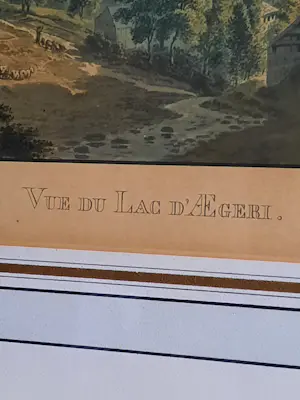 VUE DU LAC D'ÆGERI.